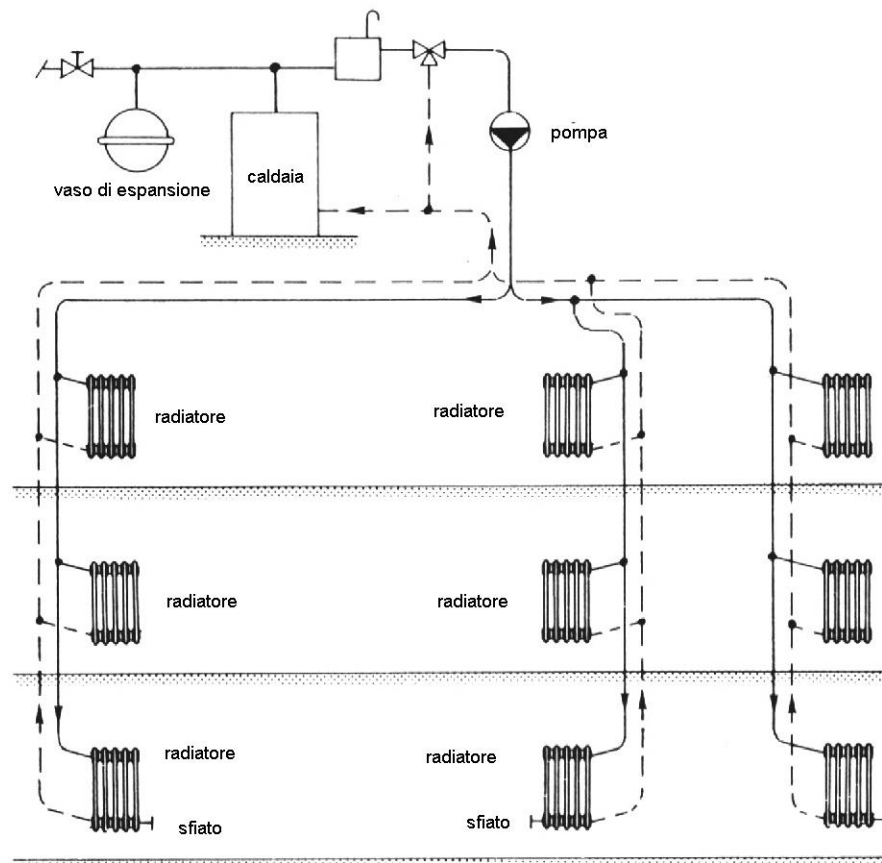 pompa
vaso di espansione
caldaia
radiatore
radiatore
radiatore
radiatore
radiatore
radiatore
sfiato
sfiato